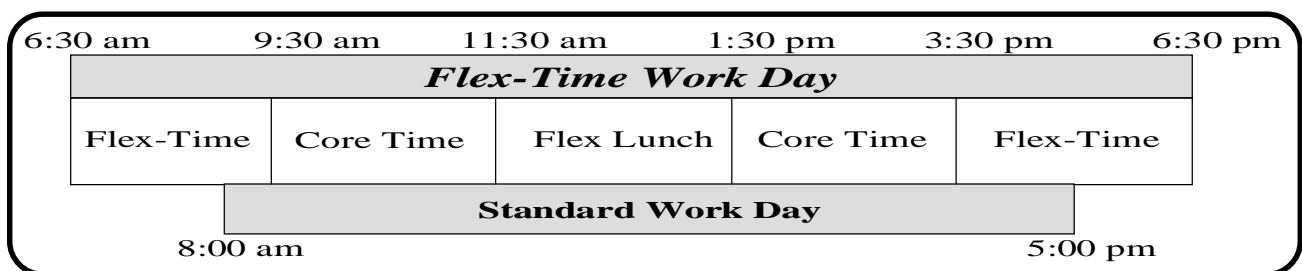 6:30 am 9:30 am 11:30 am 1:30 pm 3:30 pm 6:30 pm
Flex-Time Work Day
Flex-Time Core Time Flex Lunch Core Time Flex-Time
Standard Work Day
8:00 am 5:00 pm